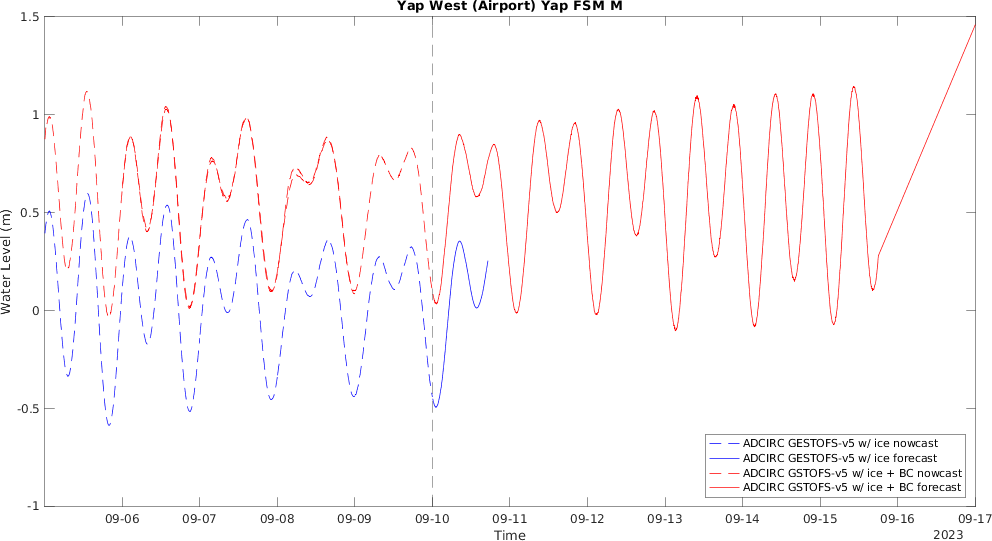 Yap West (Airport) Yap FSM M
1.5
1
0.5
0
-0.5
-1
Water Level (m)
ADCIRC GESTOFS-v5 w/ ice nowcast
ADCIRC GESTOFS-v5 w/ ice forecast
ADCIRC GSTOFS-v5 w/ ice + BC nowcast
ADCIRC GSTOFS-v5 w/ ice + BC forecast
09-06 09-07 09-08 09-09 09-10 09-11 09-12 09-13 09-14 09-15 09-16 09-17
Time
2023